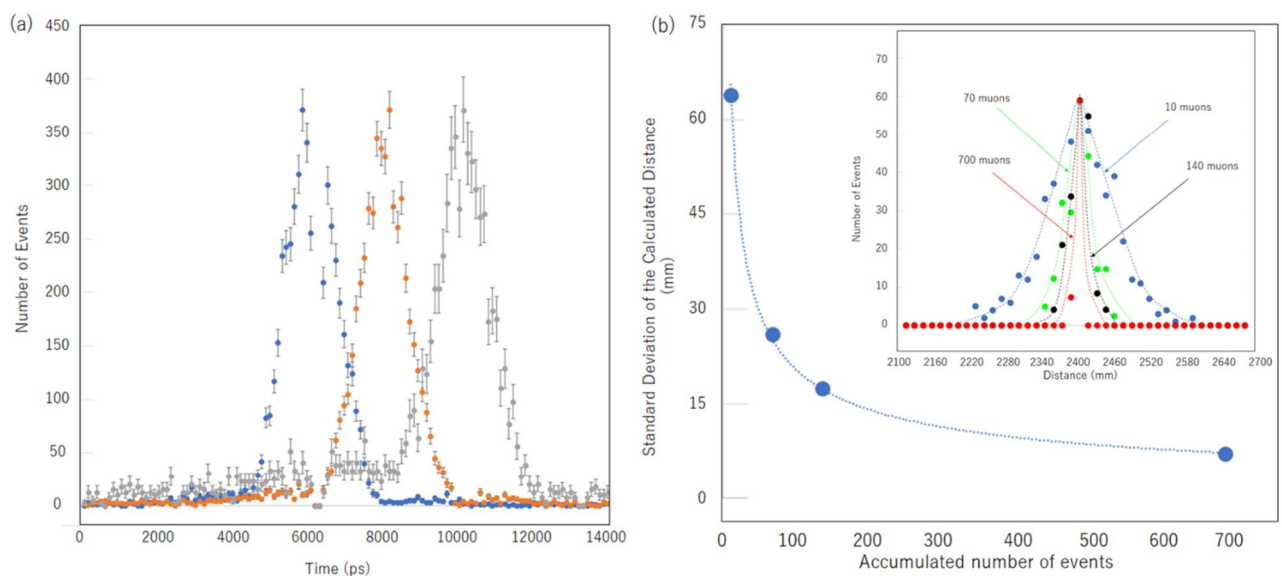 (a)
450
400
350
300
250
200
150
100
50
0
Number of Events
0 2000 4000 6000 8000 10000 12000 14000
Time (ps)
(b)
75
60
45
30
15
0
Standard Deviation of the Calculated Distance
(mm)
0 100 200 300 400 500 600 700
Accumulated number of events
70
60
50
40
30
20
10
0
Number of Events
70 muons
10 muons
700 muons
140 muons
2100 2160 2220 2280 2340 2400 2460 2520 2580 2640 2700
Distance (mm)